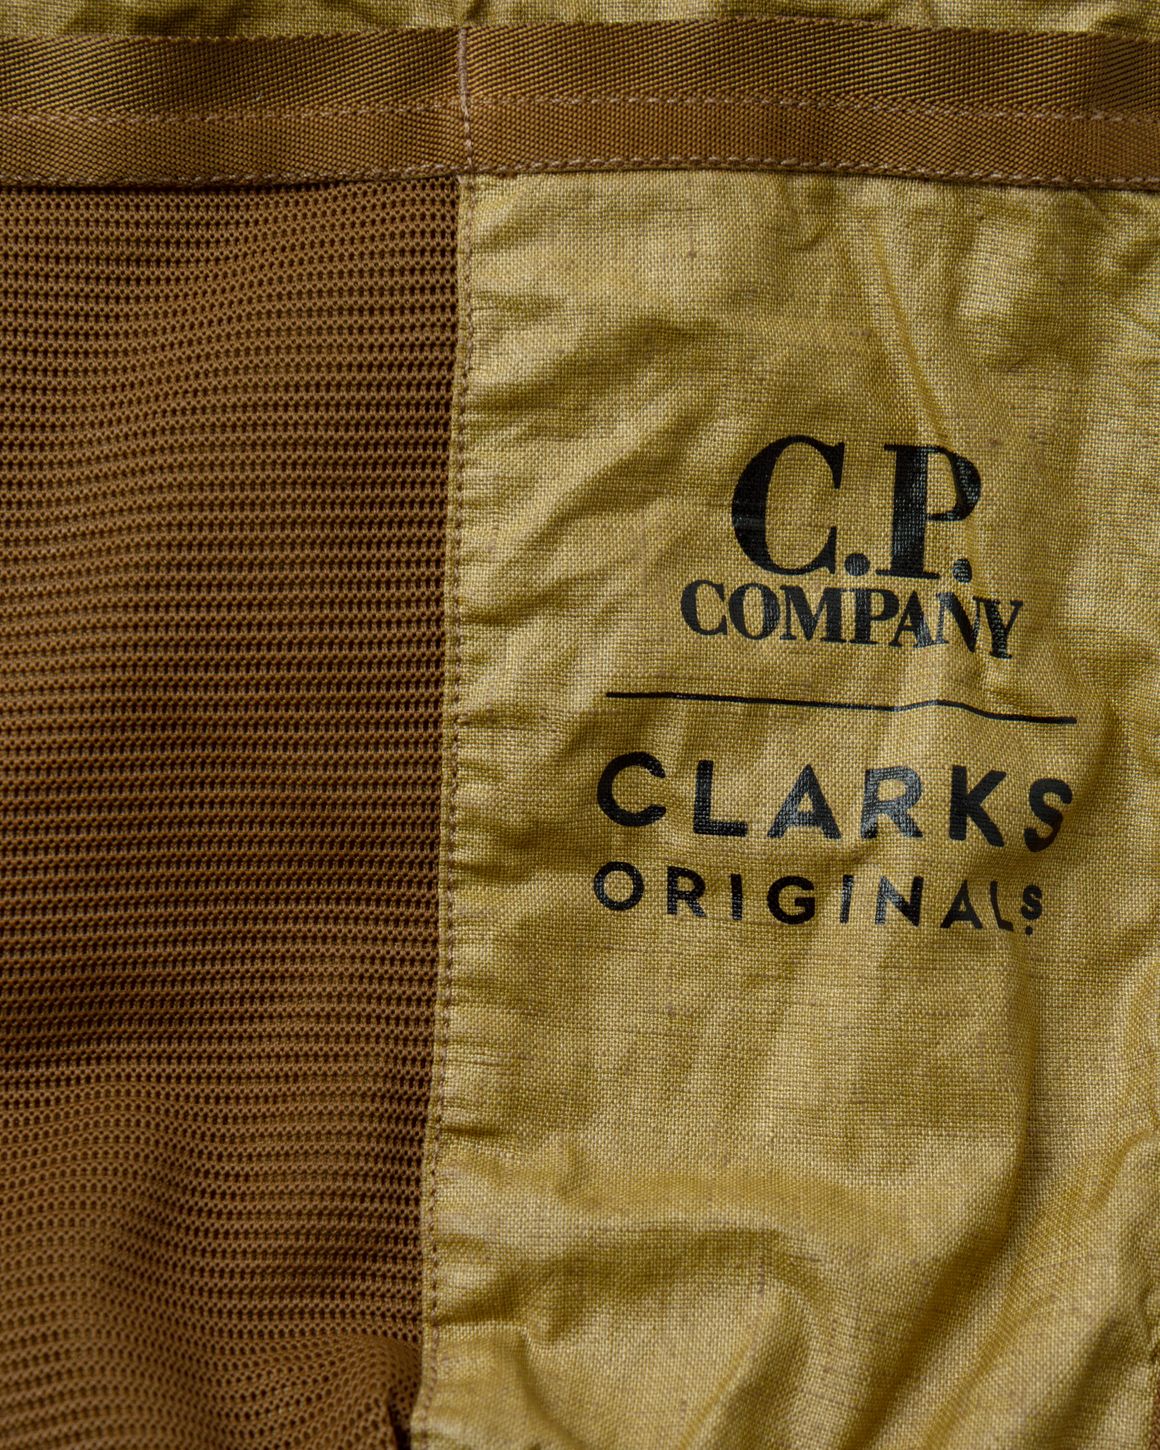 C.P.
COMPANY
CLARKS
ORIGINALS.